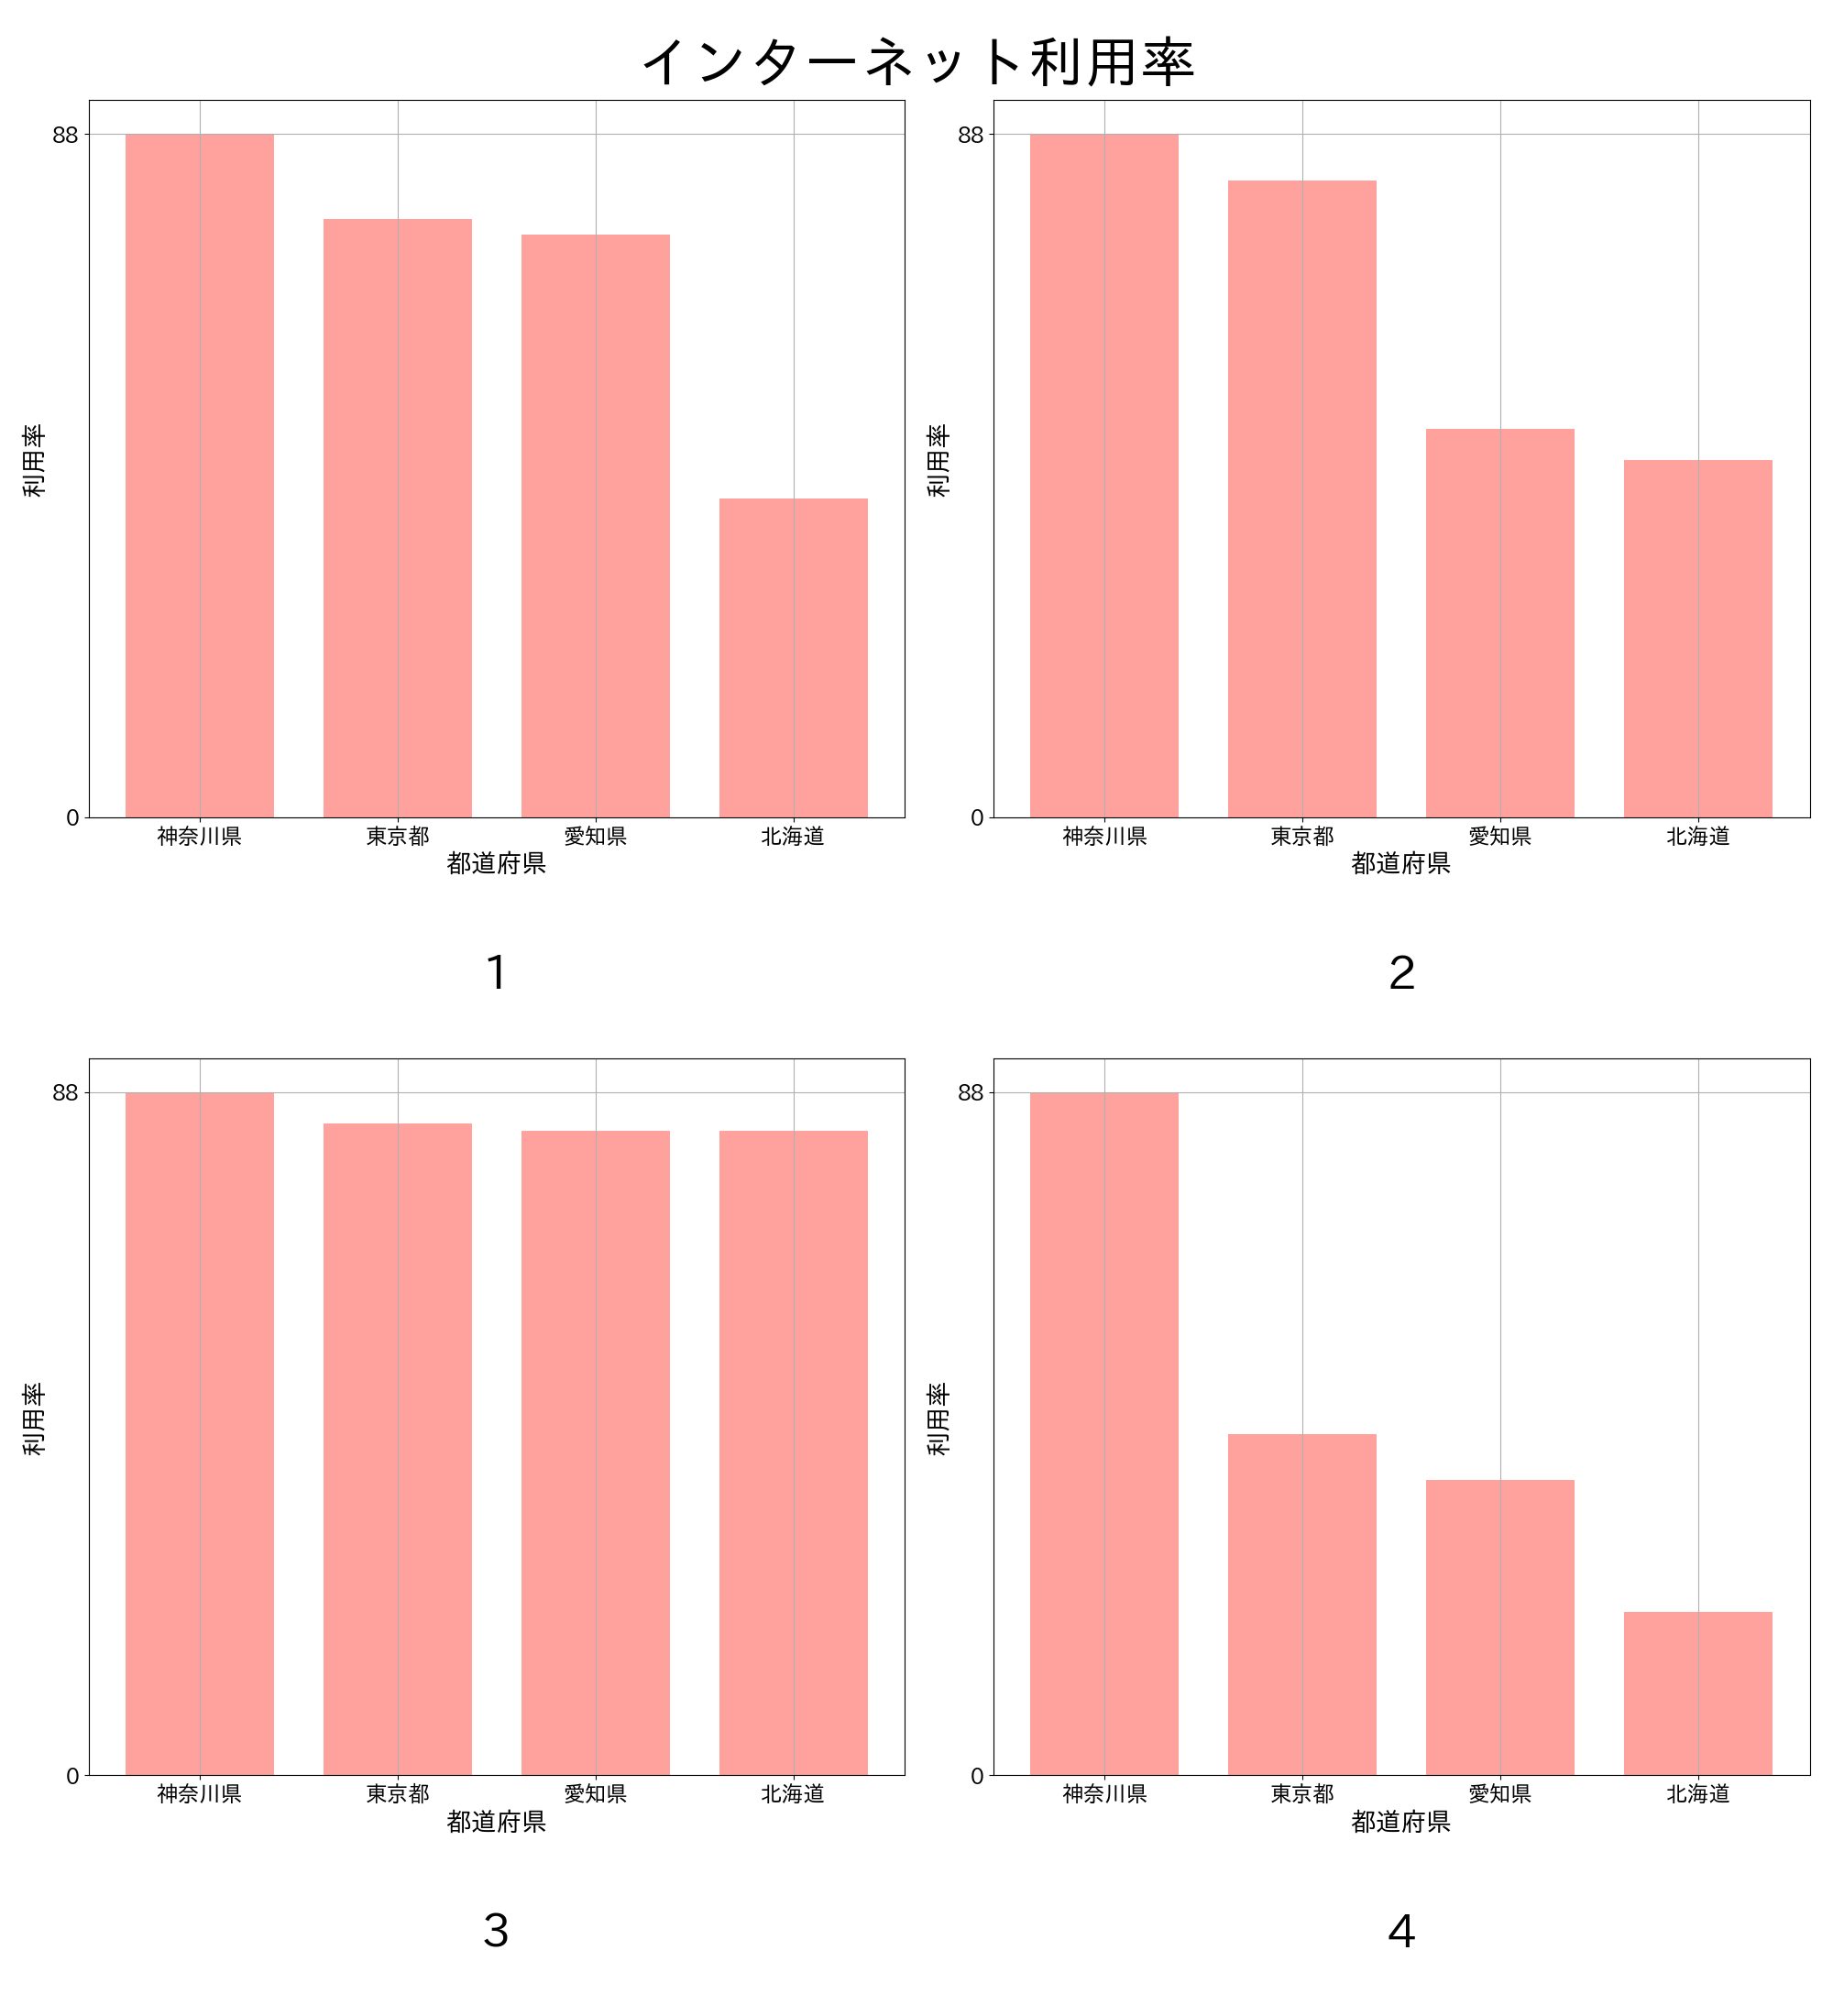 インターネット利用率
88
0
利用率
神奈川県 東京都 愛知県 北海道
都道府県
1
88
0
利用率
神奈川県 東京都 愛知県 北海道
都道府県
2
88
0
利用率
神奈川県 東京都 愛知県 北海道
都道府県
3
88
0
利用率
神奈川県 東京都 愛知県 北海道
都道府県
4